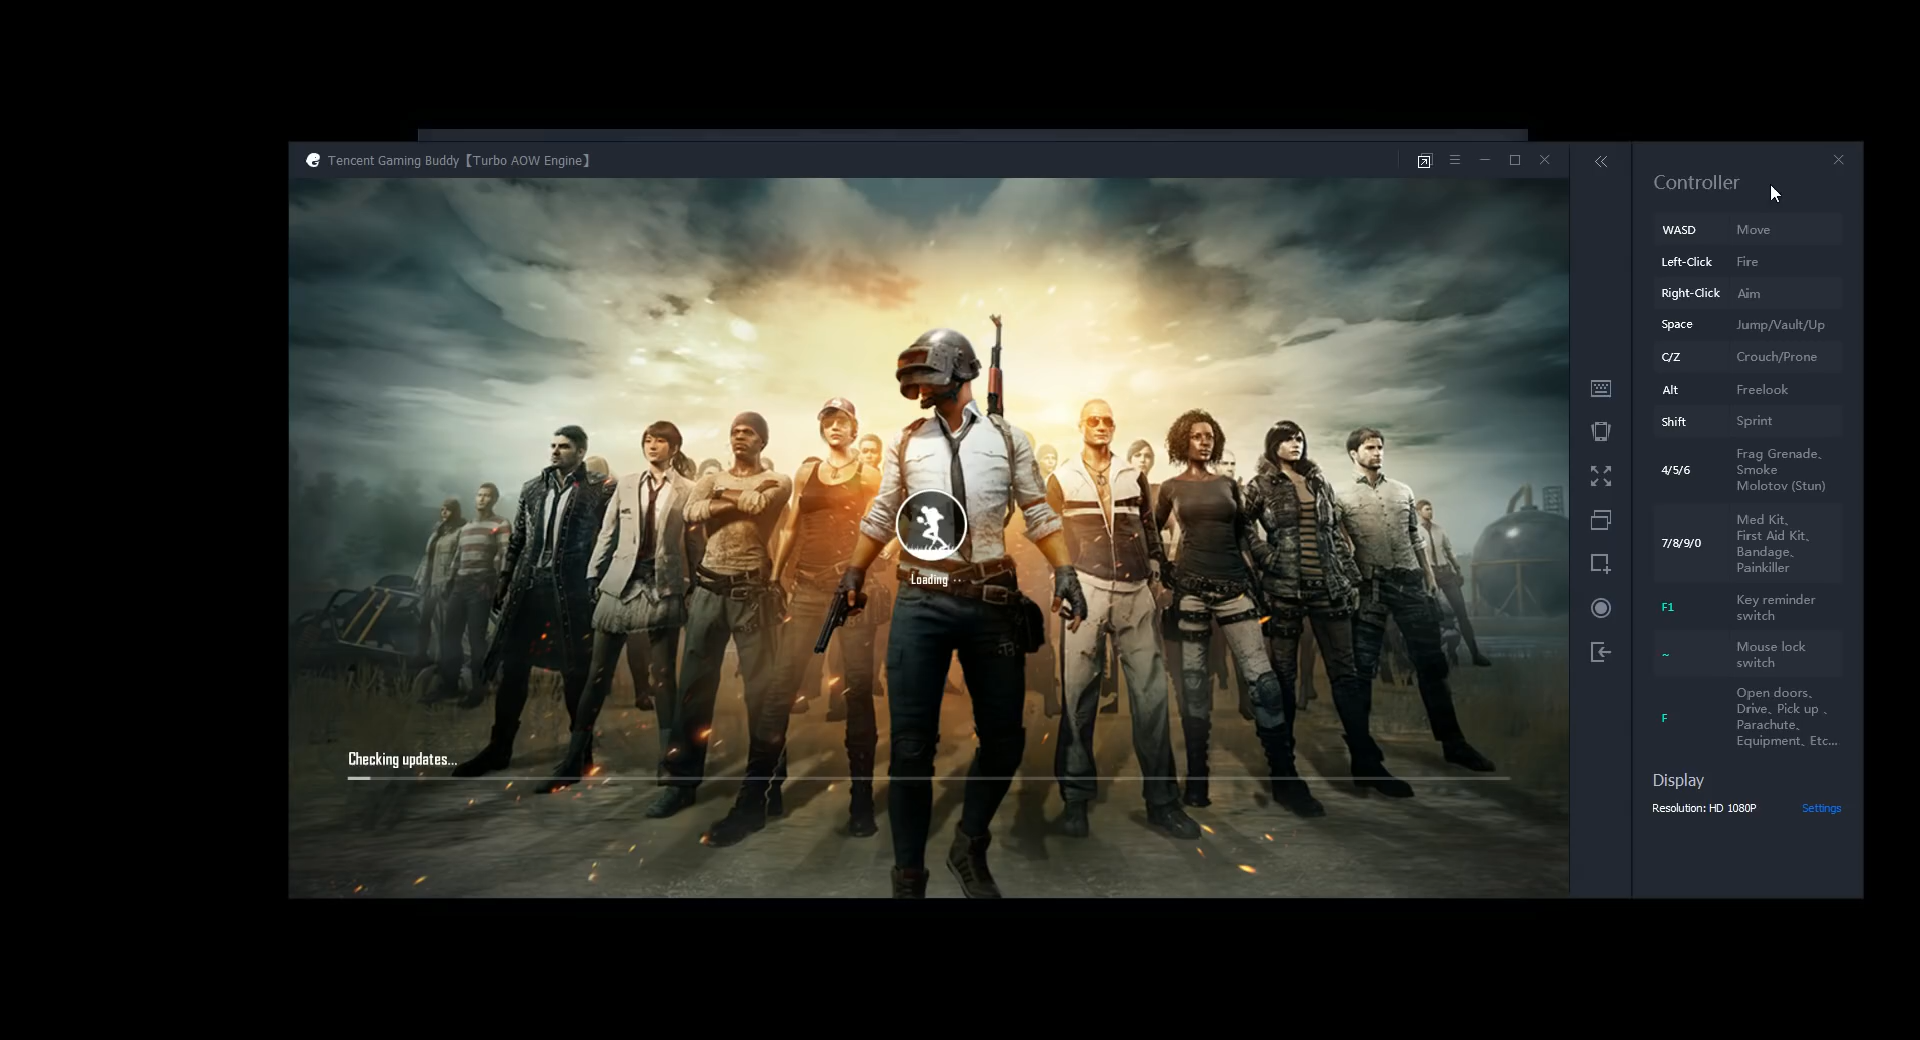 Tencent Gaming Buddy【Turbo AOW Engine】
Loading ··
Checking updates...
Controller
WASD Move
Left-Click Fire
Right-Click Aim
Space Jump/Vault/Up
C/Z Crouch/Prone
Alt Freelook
Shift Sprint
4/5/6 Frag Grenade、
Smoke
Molotov (Stun)
7/8/9/0 Med Kit、
First Aid Kit、
Bandage、
Painkiller
F1 Key reminder
switch
~ Mouse lock
switch
F Open doors、
Drive、Pick up 、
Parachute、
Equipment、Etc...
Display
Resolution: HD 1080P Settings